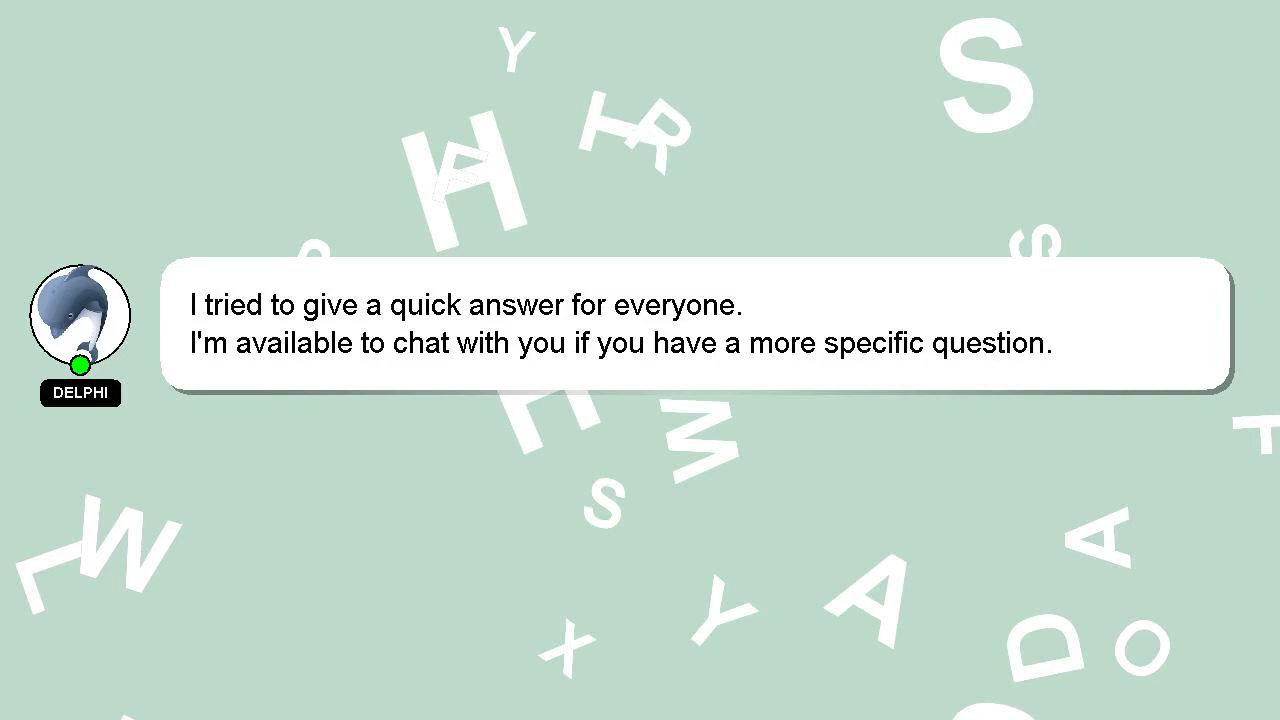 Y
S
H
A
T
R
S
I tried to give a quick answer for everyone.
I'm available to chat with you if you have a more specific question.
DELPHI
H
W
S
W
L
A
A
Y
X
D
O